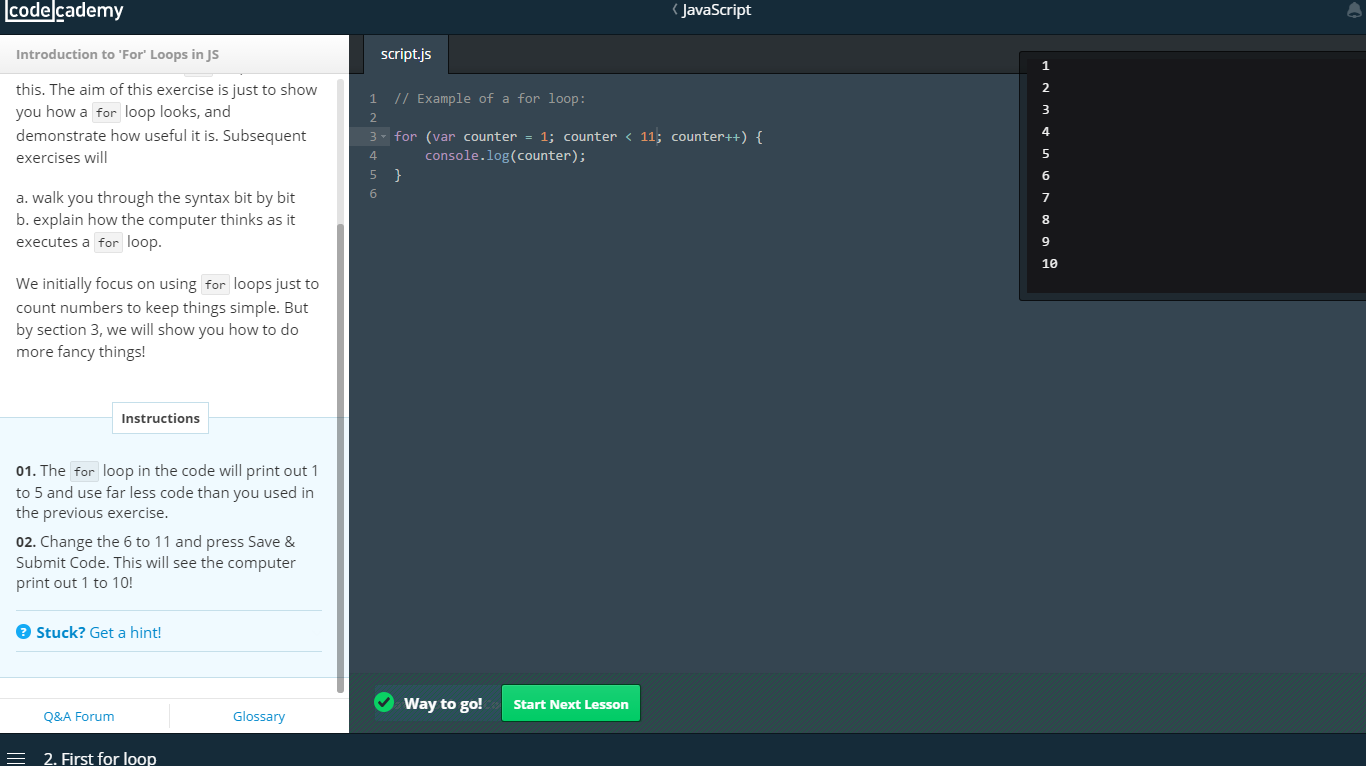 codecademy
JavaScript
Introduction to 'For' Loops in JS
this. The aim of this exercise is just to show
you how a for loop looks, and
demonstrate how useful it is. Subsequent
exercises will
a. walk you through the syntax bit by bit
b. explain how the computer thinks as it
executes a for loop.
We initially focus on using for loops just to
count numbers to keep things simple. But
by section 3, we will show you how to do
more fancy things!
Instructions
01. The for loop in the code will print out 1
to 5 and use far less code than you used in
the previous exercise.
02. Change the 6 to 11 and press Save &
Submit Code. This will see the computer
print out 1 to 10!
? Stuck? Get a hint!
Q&A Forum
Glossary
script.js
1 // Example of a for loop:
2
3 for (var counter = 1; counter < 11; counter++) {
4     console.log(counter);
5 }
6
1
2
3
4
5
6
7
8
9
10
Way to go!
Start Next Lesson
2. First for loop